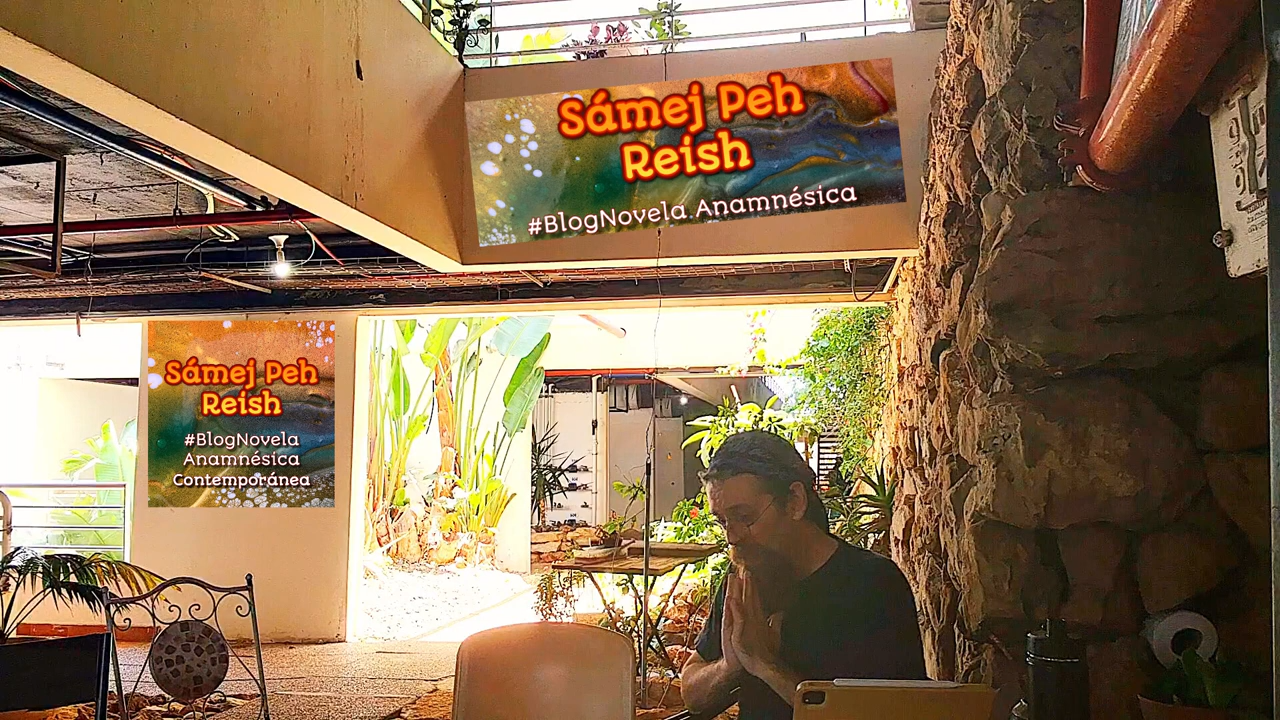 Sámej Peh
Reish
#BlogNovela Anamnésica
Sámej Peh
Reish
#BlogNovela
Anamnésica
Contemporánea